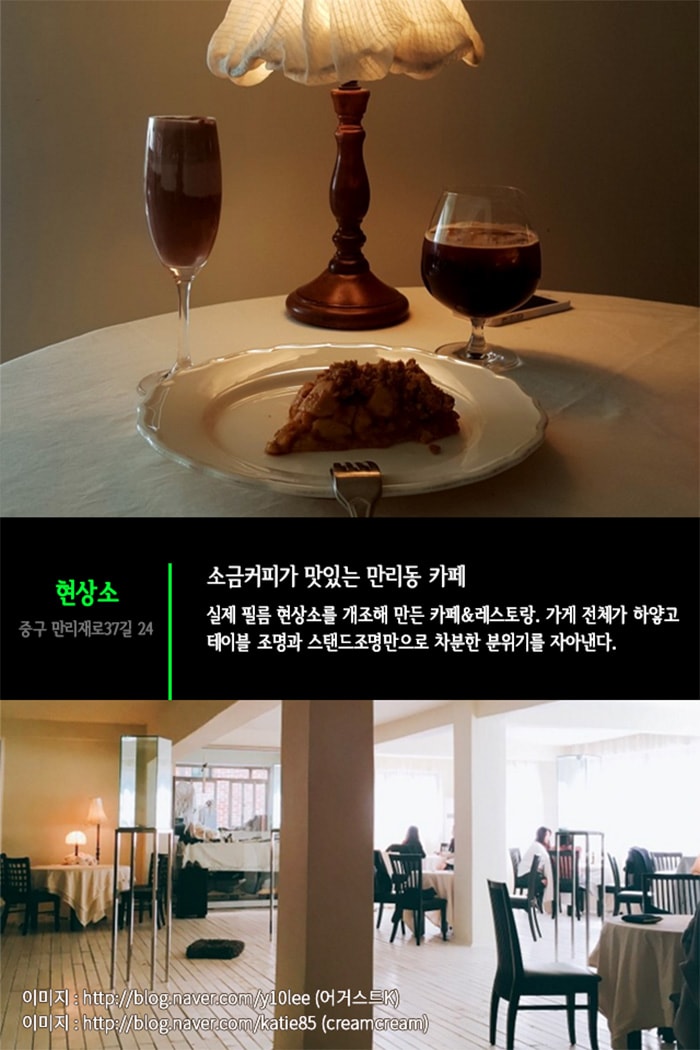 현상소
중구 만리재로37길 24
소금커피가 맛있는 만리동 카페
실제 필름 현상소를 개조해 만든 카페&레스토랑. 가게 전체가 하얗고
테이블 조명과 스탠드조명만으로 차분한 분위기를 자아낸다.
이미지 : http://blog.naver.com/y10lee (어거스트K)
이미지 : http://blog.naver.com/katie85 (creamcream)